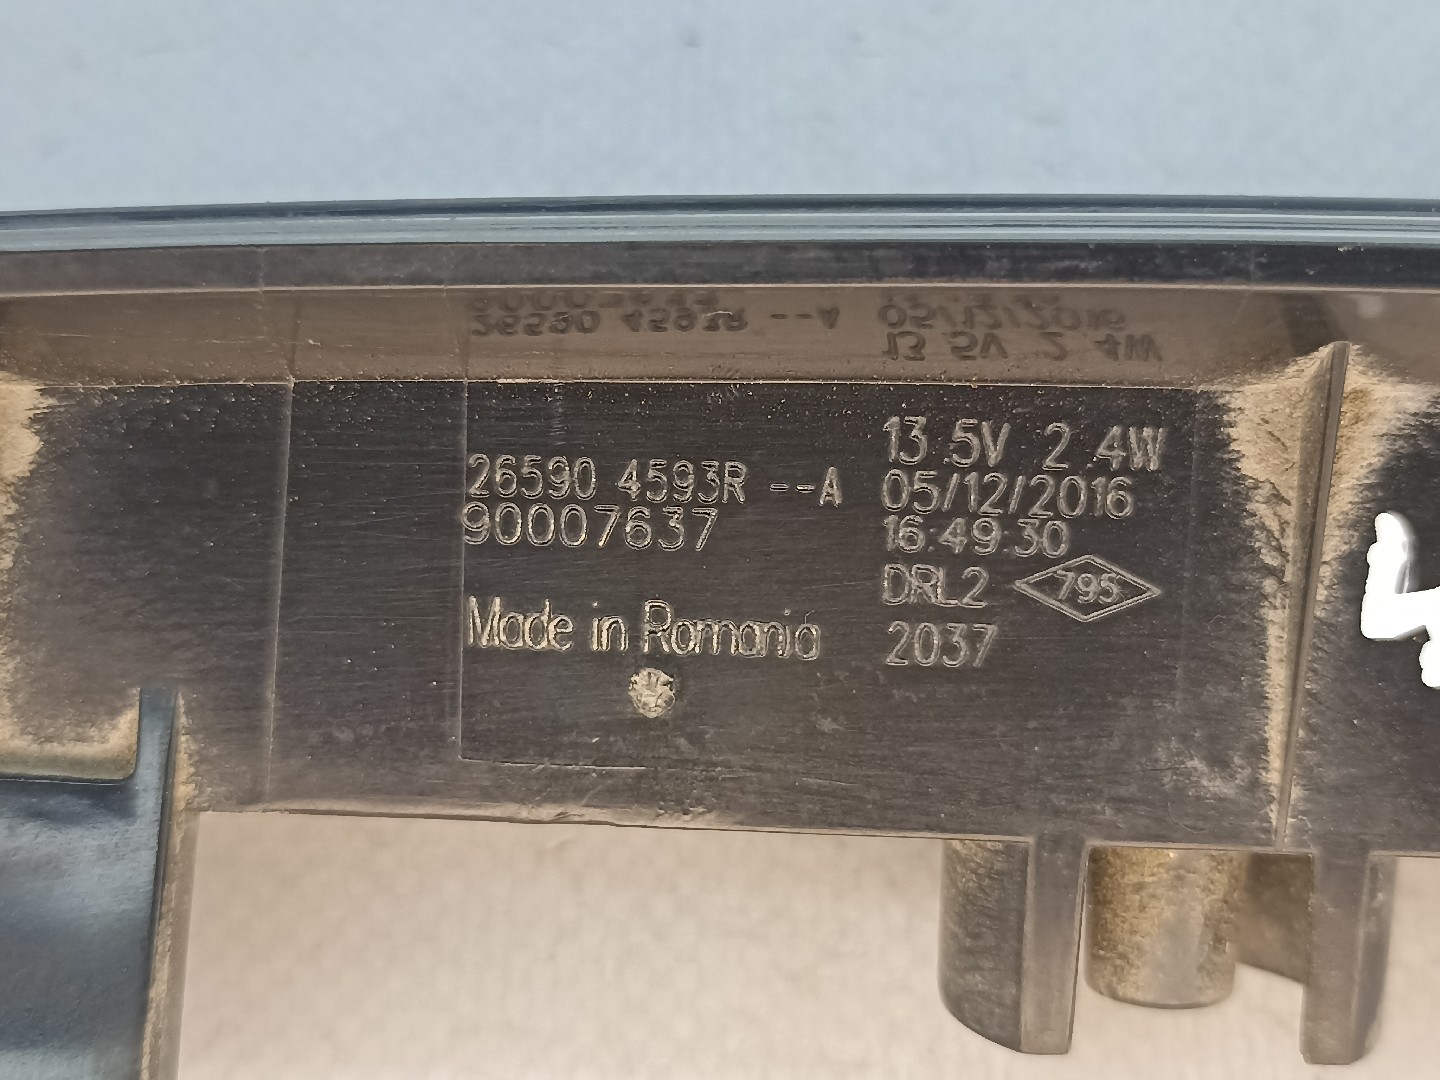 26590 4593R --A
90007637
Made in Romania
13.5V 2.4W
05/12/2016
16:49:30
DRL2 795
2037